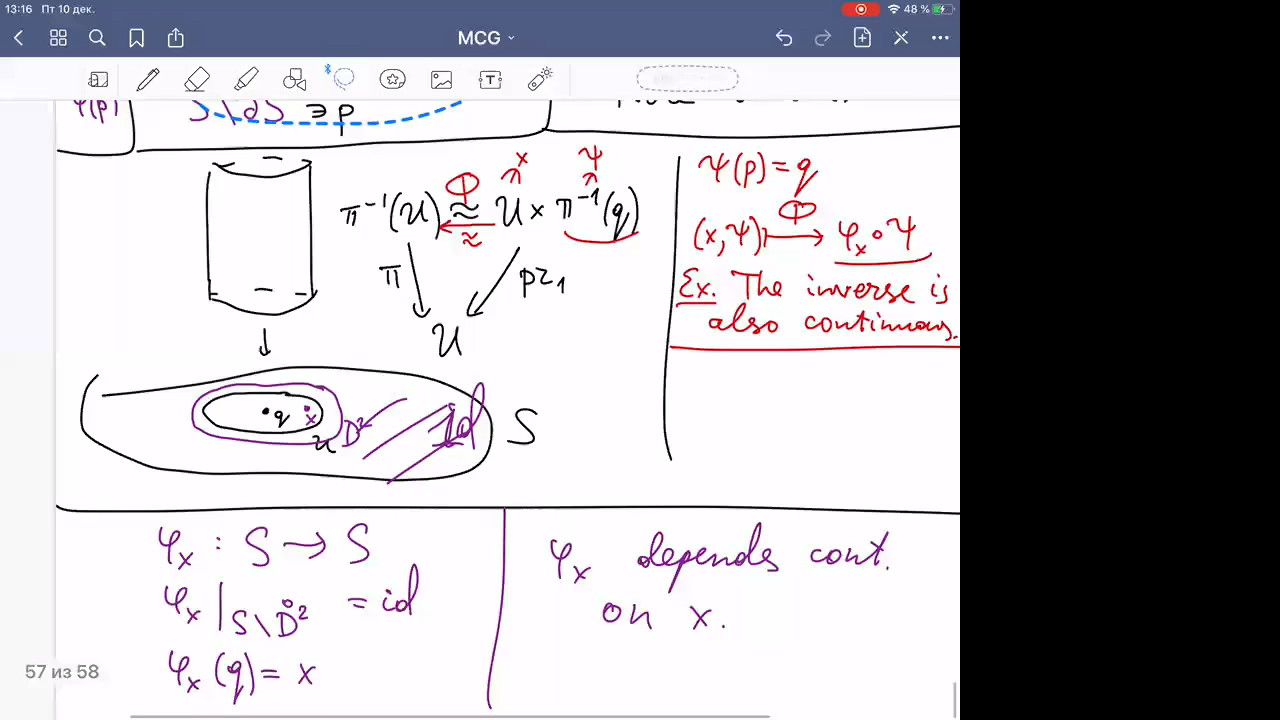 13:16 Пт 10 дек.
48 %
MCG
φ(p)
S\∂S ∋ p
π⁻¹(U) ≈ U × π⁻¹(q)
Φ
x
Ψ
≈
π
pr₁
U
q
x
U
D²
Id
S
Ψ(p) = q
(x, Ψ) ⟼ φₓ ∘ Ψ
Φ
Ex. The inverse is
also continuous.
φₓ : S → S
φₓ |S\D̊² = id
φₓ (q) = x
φₓ depends cont.
on x.
57 из 58